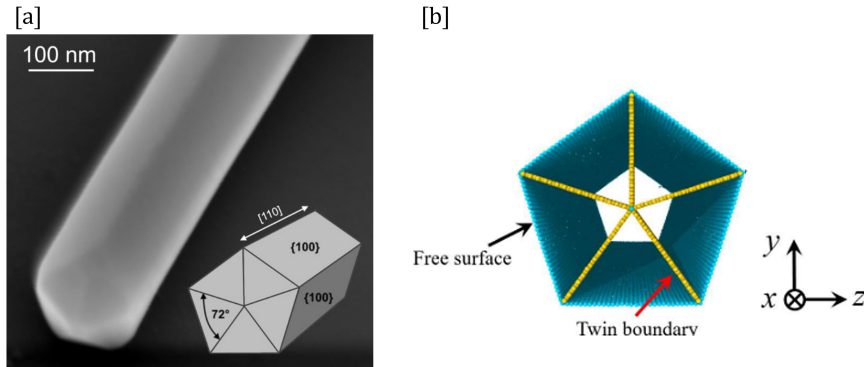 [a]
[b]
100 nm
[110]
{100}
{100}
72°
Free surface
Twin boundary
y
x
z